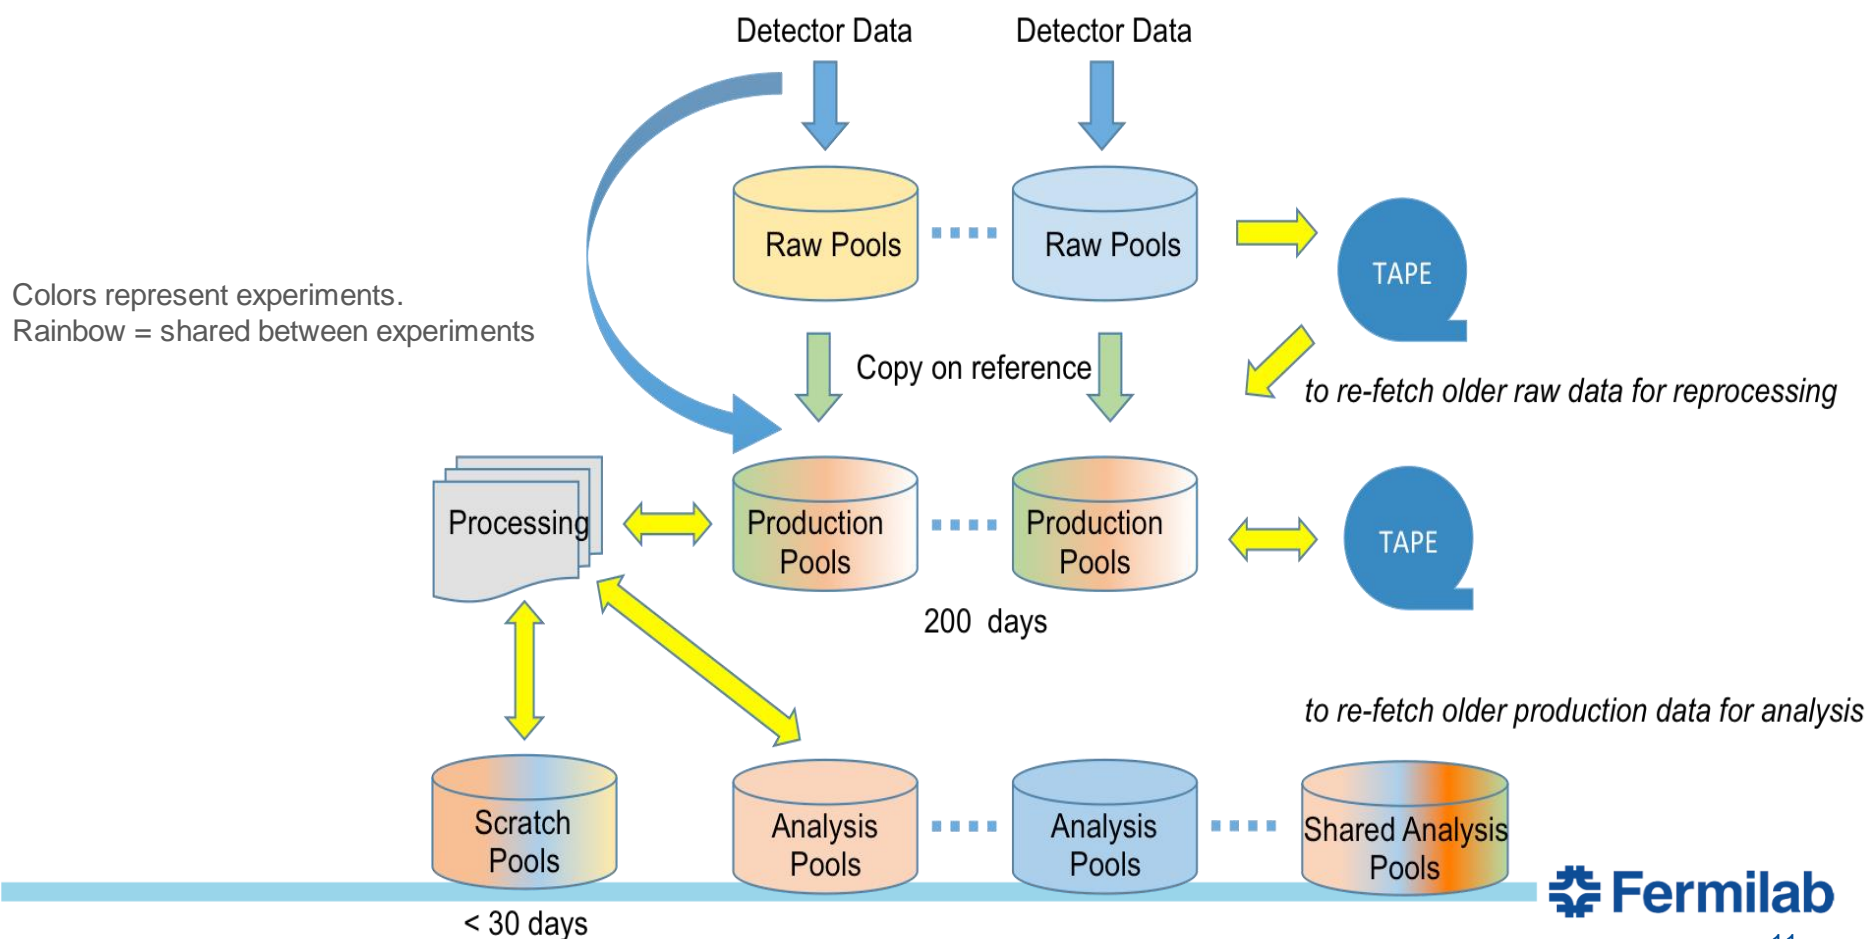 Detector Data
Detector Data
Raw Pools
Raw Pools
TAPE
Colors represent experiments.
Rainbow = shared between experiments
Copy on reference
to re-fetch older raw data for reprocessing
Processing
Production
Pools
Production
Pools
TAPE
200 days
to re-fetch older production data for analysis
Scratch
Pools
Analysis
Pools
Analysis
Pools
Shared Analysis
Pools
Fermilab
< 30 days